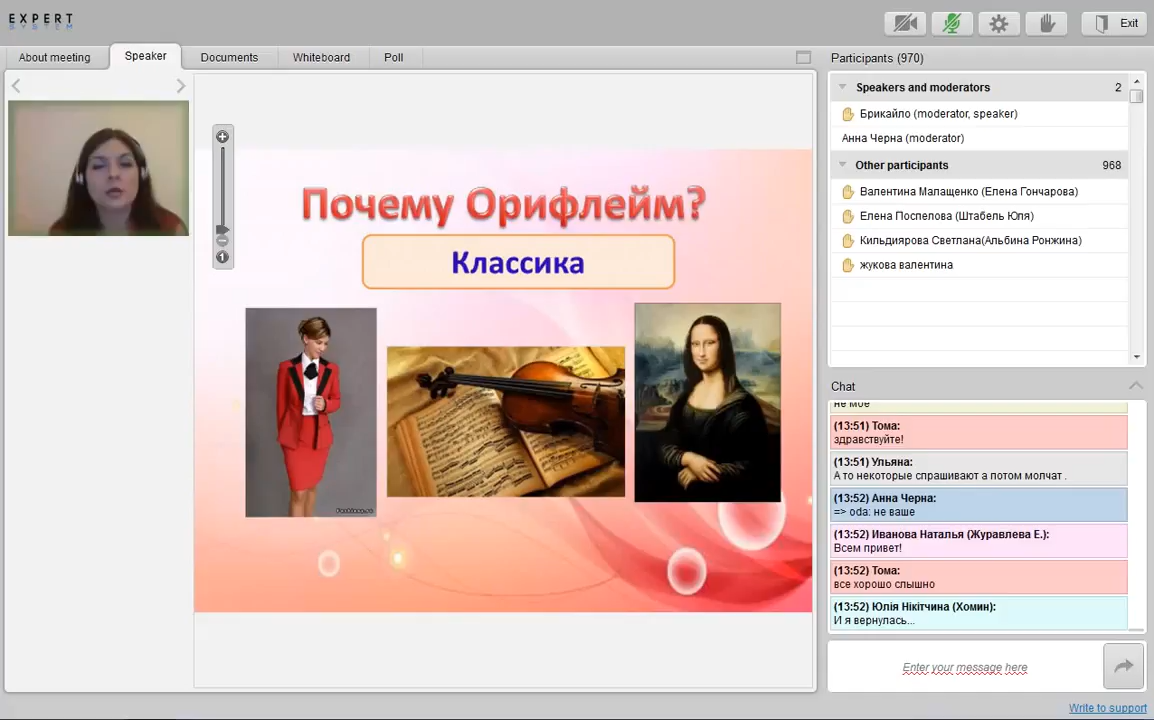 EXPERT
SYSTEM
Exit
About meeting
Speaker
Documents
Whiteboard
Poll
Почему Орифлейм?
Классика
Participants (970)
Speakers and moderators 2
Брикайло (moderator, speaker)
Анна Черна (moderator)
Other participants 968
Валентина Малащенко (Елена Гончарова)
Елена Поспелова (Штабель Юля)
Кильдиярова Светлана(Альбина Ронжина)
жукова валентина
Chat
не мое
(13:51) Тома:
здравствуйте!
(13:51) Ульяна:
А то некоторые спрашивают а потом молчат .
(13:52) Анна Черна:
=> oda: не ваше
(13:52) Иванова Наталья (Журавлева Е.):
Всем привет!
(13:52) Тома:
все хорошо слышно
(13:52) Юлія Нікітчина (Хомин):
И я вернулась...
Enter your message here
Write to support